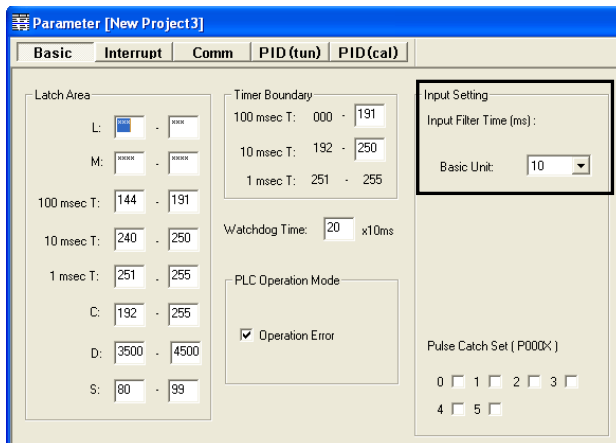 Parameter [New Project3]
Basic Interrupt Comm PID(tun) PID(cal)
Latch Area
L: *** - ***
M: **** - ****
100 msec T: 144 - 191
10 msec T: 240 - 250
1 msec T: 251 - 255
C: 192 - 255
D: 3500 - 4500
S: 80 - 99
Timer Boundary
100 msec T: 000 - 191
10 msec T: 192 - 250
1 msec T: 251 - 255
Watchdog Time: 20 x10ms
PLC Operation Mode
Operation Error
Input Setting
Input Filter Time (ms) :
Basic Unit: 10
Pulse Catch Set ( P000X )
0 1 2 3
4 5